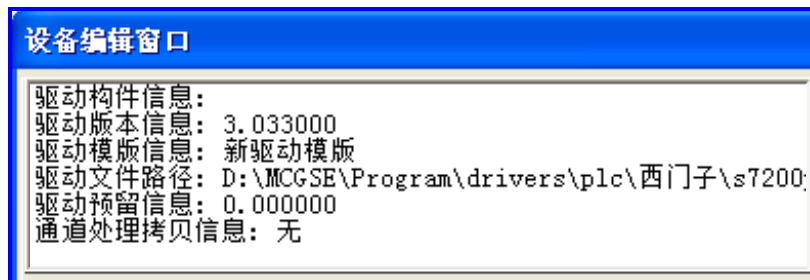 设备编辑窗口
驱动构件信息:
驱动版本信息: 3.033000
驱动模版信息: 新驱动模版
驱动文件路径: D:\MCGSE\Program\drivers\plc\西门子\s7200
驱动预留信息: 0.000000
通道处理拷贝信息: 无